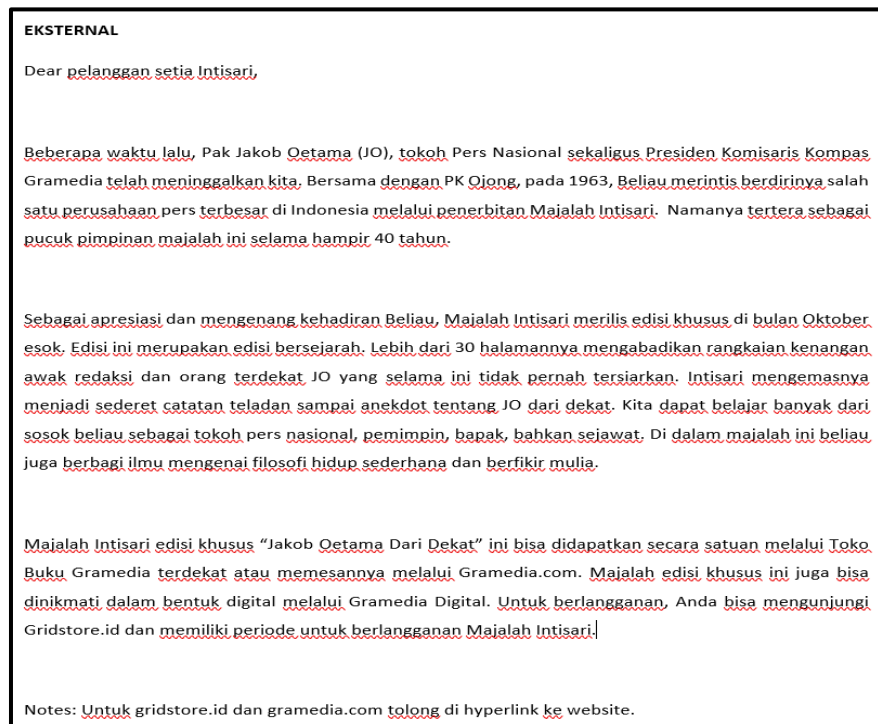 EKSTERNAL
Dear pelanggan setia Intisari,
Beberapa waktu lalu, Pak Jakob Oetama (JO), tokoh Pers Nasional sekaligus Presiden Komisaris Kompas
Gramedia telah meninggalkan kita. Bersama dengan PK Ojong, pada 1963, Beliau merintis berdirinya salah
satu perusahaan pers terbesar di Indonesia melalui penerbitan Majalah Intisari. Namanya tertera sebagai
pucuk pimpinan majalah ini selama hampir 40 tahun.
Sebagai apresiasi dan mengenang kehadiran Beliau, Majalah Intisari merilis edisi khusus di bulan Oktober
esok. Edisi ini merupakan edisi bersejarah. Lebih dari 30 halamannya mengabadikan rangkaian kenangan
awak redaksi dan orang terdekat JO yang selama ini tidak pernah tersiarkan. Intisari mengemasnya
menjadi sederet catatan teladan sampai anekdot tentang JO dari dekat. Kita dapat belajar banyak dari
sosok beliau sebagai tokoh pers nasional, pemimpin, bapak, bahkan sejawat. Di dalam majalah ini beliau
juga berbagi ilmu mengenai filosofi hidup sederhana dan berfikir mulia.
Majalah Intisari edisi khusus “Jakob Oetama Dari Dekat” ini bisa didapatkan secara satuan melalui Toko
Buku Gramedia terdekat atau memesannya melalui Gramedia.com. Majalah edisi khusus ini juga bisa
dinikmati dalam bentuk digital melalui Gramedia Digital. Untuk berlangganan, Anda bisa mengunjungi
Gridstore.id dan memiliki periode untuk berlangganan Majalah Intisari.
Notes: Untuk gridstore.id dan gramedia.com tolong di hyperlink ke website.